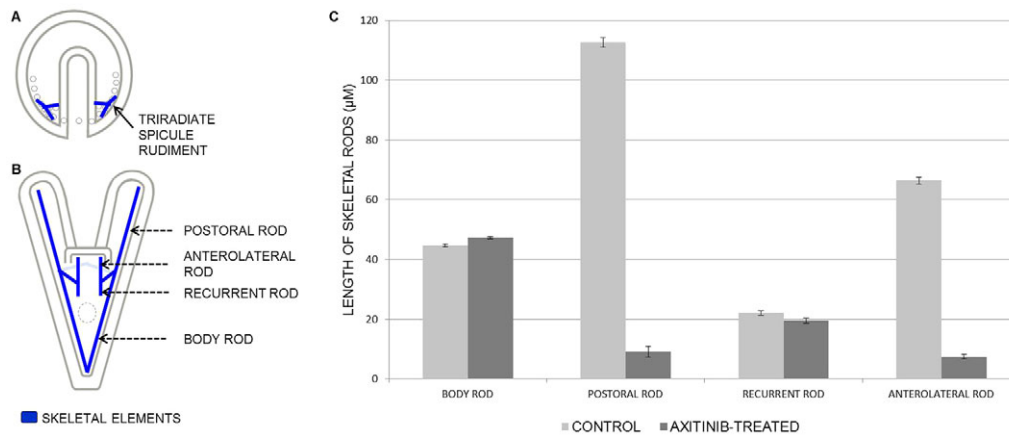 A
TRIRADIATE
SPICULE
RUDIMENT
B
POSTORAL ROD
ANTEROLATERAL
ROD
RECURRENT ROD
BODY ROD
SKELETAL ELEMENTS
C
LENGTH OF SKELETAL RODS (µM)
120
100
80
60
40
20
0
BODY ROD
POSTORAL ROD
RECURRENT ROD
ANTEROLATERAL ROD
CONTROL
AXITINIB-TREATED